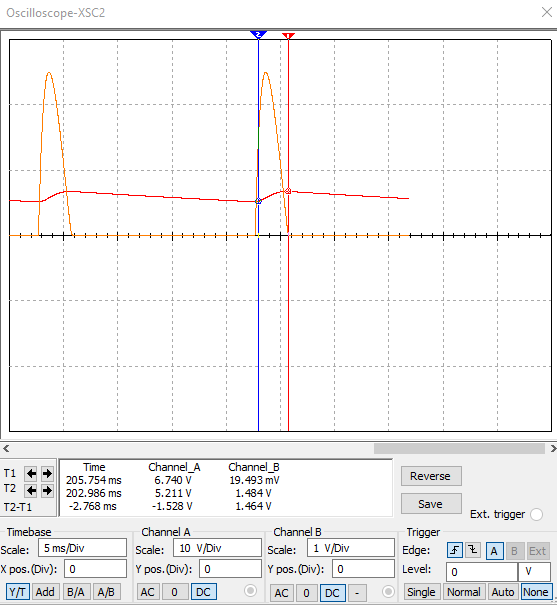 Oscilloscope-XSC2
2 1
T1
T2
T2-T1
Time Channel_A Channel_B
205.754 ms 6.740 V 19.493 mV
202.986 ms 5.211 V 1.484 V
-2.768 ms -1.528 V 1.464 V
Reverse
Save
Ext. trigger
Timebase
Scale: 5 ms/Div
X pos.(Div): 0
Y/T Add B/A A/B
Channel A
Scale: 10 V/Div
Y pos.(Div): 0
AC 0 DC
Channel B
Scale: 1 V/Div
Y pos.(Div): 0
AC 0 DC -
Trigger
Edge: A B Ext
Level: 0 V
Single Normal Auto None